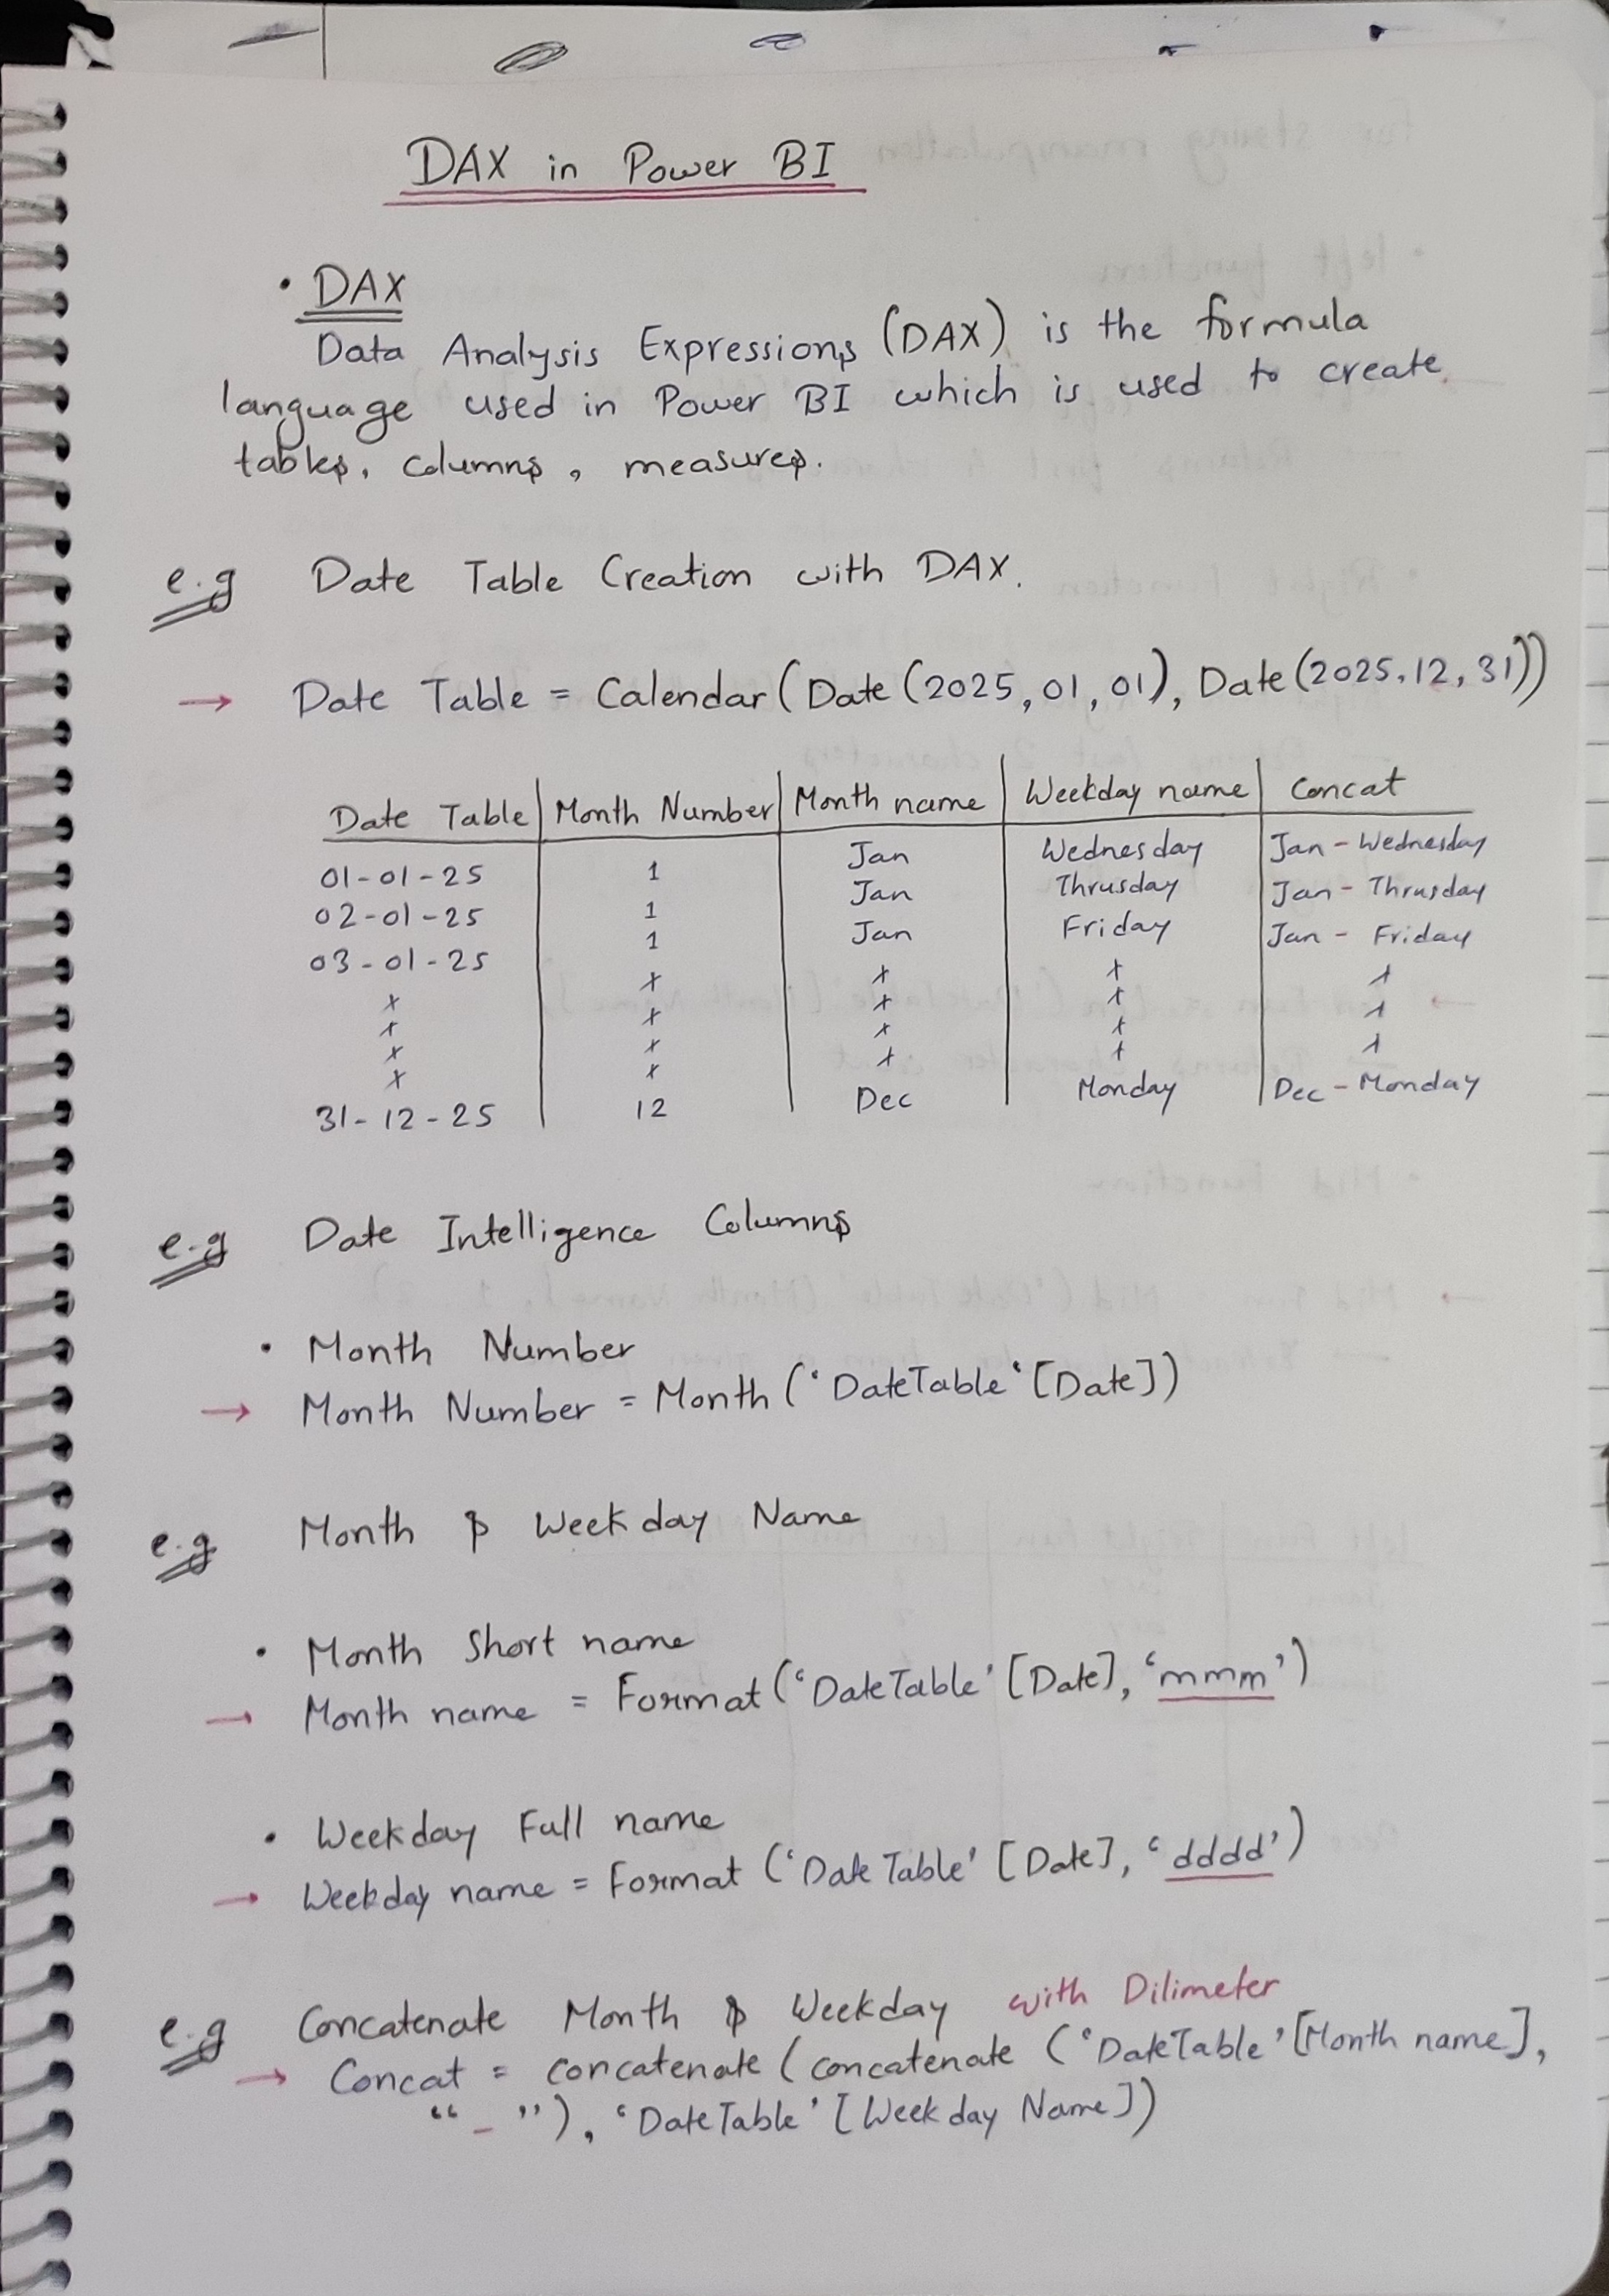 DAX in Power BI
• DAX
Data Analysis Expressions (DAX) is the formula
language used in Power BI which is used to create
tables, columns, measures.
e.g Date Table Creation with DAX.
→ Date Table = Calendar (Date (2025, 01, 01), Date (2025, 12, 31))
Date Table | Month Number | Month name | Weekday name | Concat
01-01-25 | 1 | Jan | Wednesday | Jan - Wednesday
02-01-25 | 1 | Jan | Thrusday | Jan - Thrusday
03-01-25 | 1 | Jan | Friday | Jan - Friday
x | x | x | x | x
x | x | x | x | x
x | x | x | x | x
x | x | x | x
31-12-25 | 12 | Dec | Monday | Dec - Monday
e.g Date Intelligence Columns
• Month Number
→ Month Number = Month (‘DateTable‘ [Date])
e.g Month & Weekday Name
• Month Short name
→ Month name = Format (‘DateTable’ [Date], ‘mmm’)
• Weekday Full name
→ Weekday name = Format (‘Date Table’ [Date], ‘dddd’)
e.g Concatenate Month & Weekday with Dilimeter
→ Concat = concatenate (concatenate (‘DateTable’ [Month name],
“_”), ‘DateTable’ [Weekday Name])